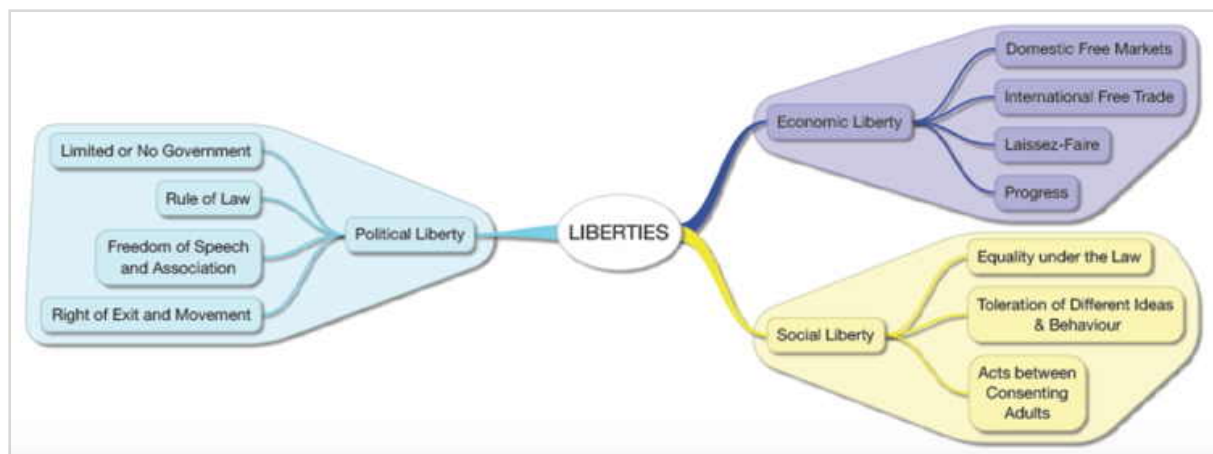 LIBERTIES
Political Liberty
Limited or No Government
Rule of Law
Freedom of Speech
and Association
Right of Exit and Movement
Economic Liberty
Domestic Free Markets
International Free Trade
Laissez-Faire
Progress
Social Liberty
Equality under the Law
Toleration of Different Ideas
& Behaviour
Acts between
Consenting
Adults